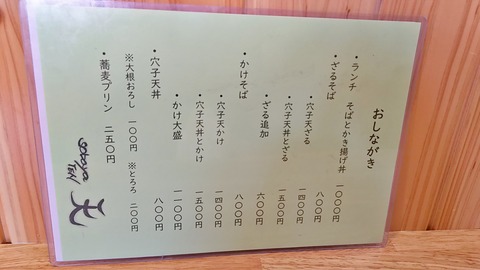 おしながき
・ランチ　そばとかき揚げ丼　一〇〇〇円
・ざるそば　八〇〇円
・穴子天ざる　一四〇〇円
・穴子天丼とざる　一五〇〇円
・ざる追加　六〇〇円
・かけそば　八〇〇円
・穴子天かけ　一四〇〇円
・穴子天丼とかけ　一五〇〇円
・かけ大盛　一一〇〇円
・穴子天丼　八〇〇円
※大根おろし　一〇〇円　※とろろ　二〇〇円
・蕎麦プリン　二五〇円
天